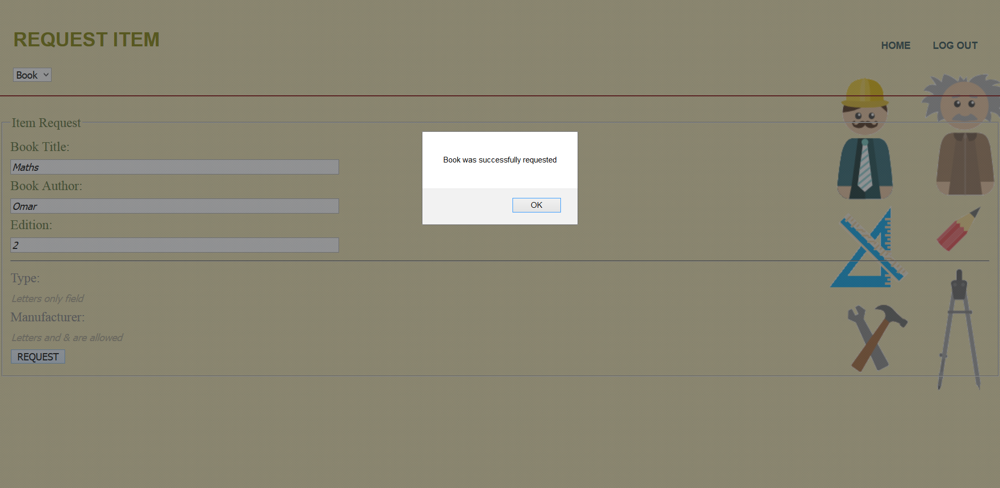 REQUEST ITEM
HOME
LOG OUT
Book
Item Request
Book Title:
Maths
Book Author:
Omar
Edition:
2
Type:
Letters only field
Manufacturer:
Letters and & are allowed
REQUEST
Book was successfully requested
OK